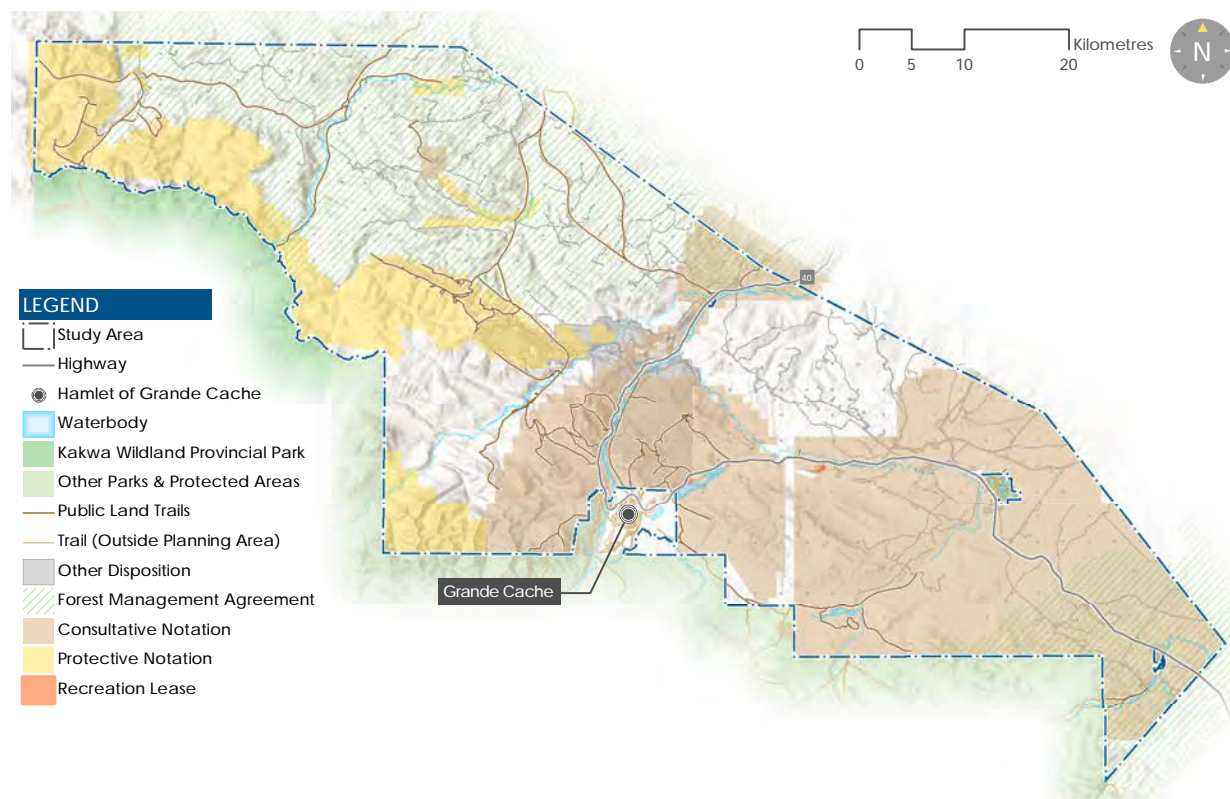 Kilometres
0 5 10 20
N
40
LEGEND
Study Area
Highway
Hamlet of Grande Cache
Waterbody
Kakwa Wildland Provincial Park
Other Parks & Protected Areas
Public Land Trails
Trail (Outside Planning Area)
Other Disposition
Forest Management Agreement
Consultative Notation
Protective Notation
Recreation Lease
Grande Cache